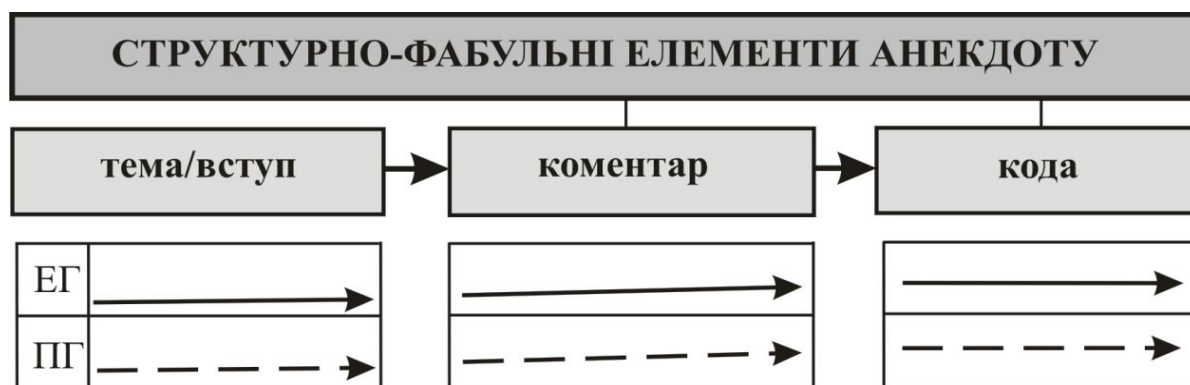 СТРУКТУРНО-ФАБУЛЬНІ ЕЛЕМЕНТИ АНЕКДОТУ
тема/вступ
коментар
кода
ЕГ
ПГ